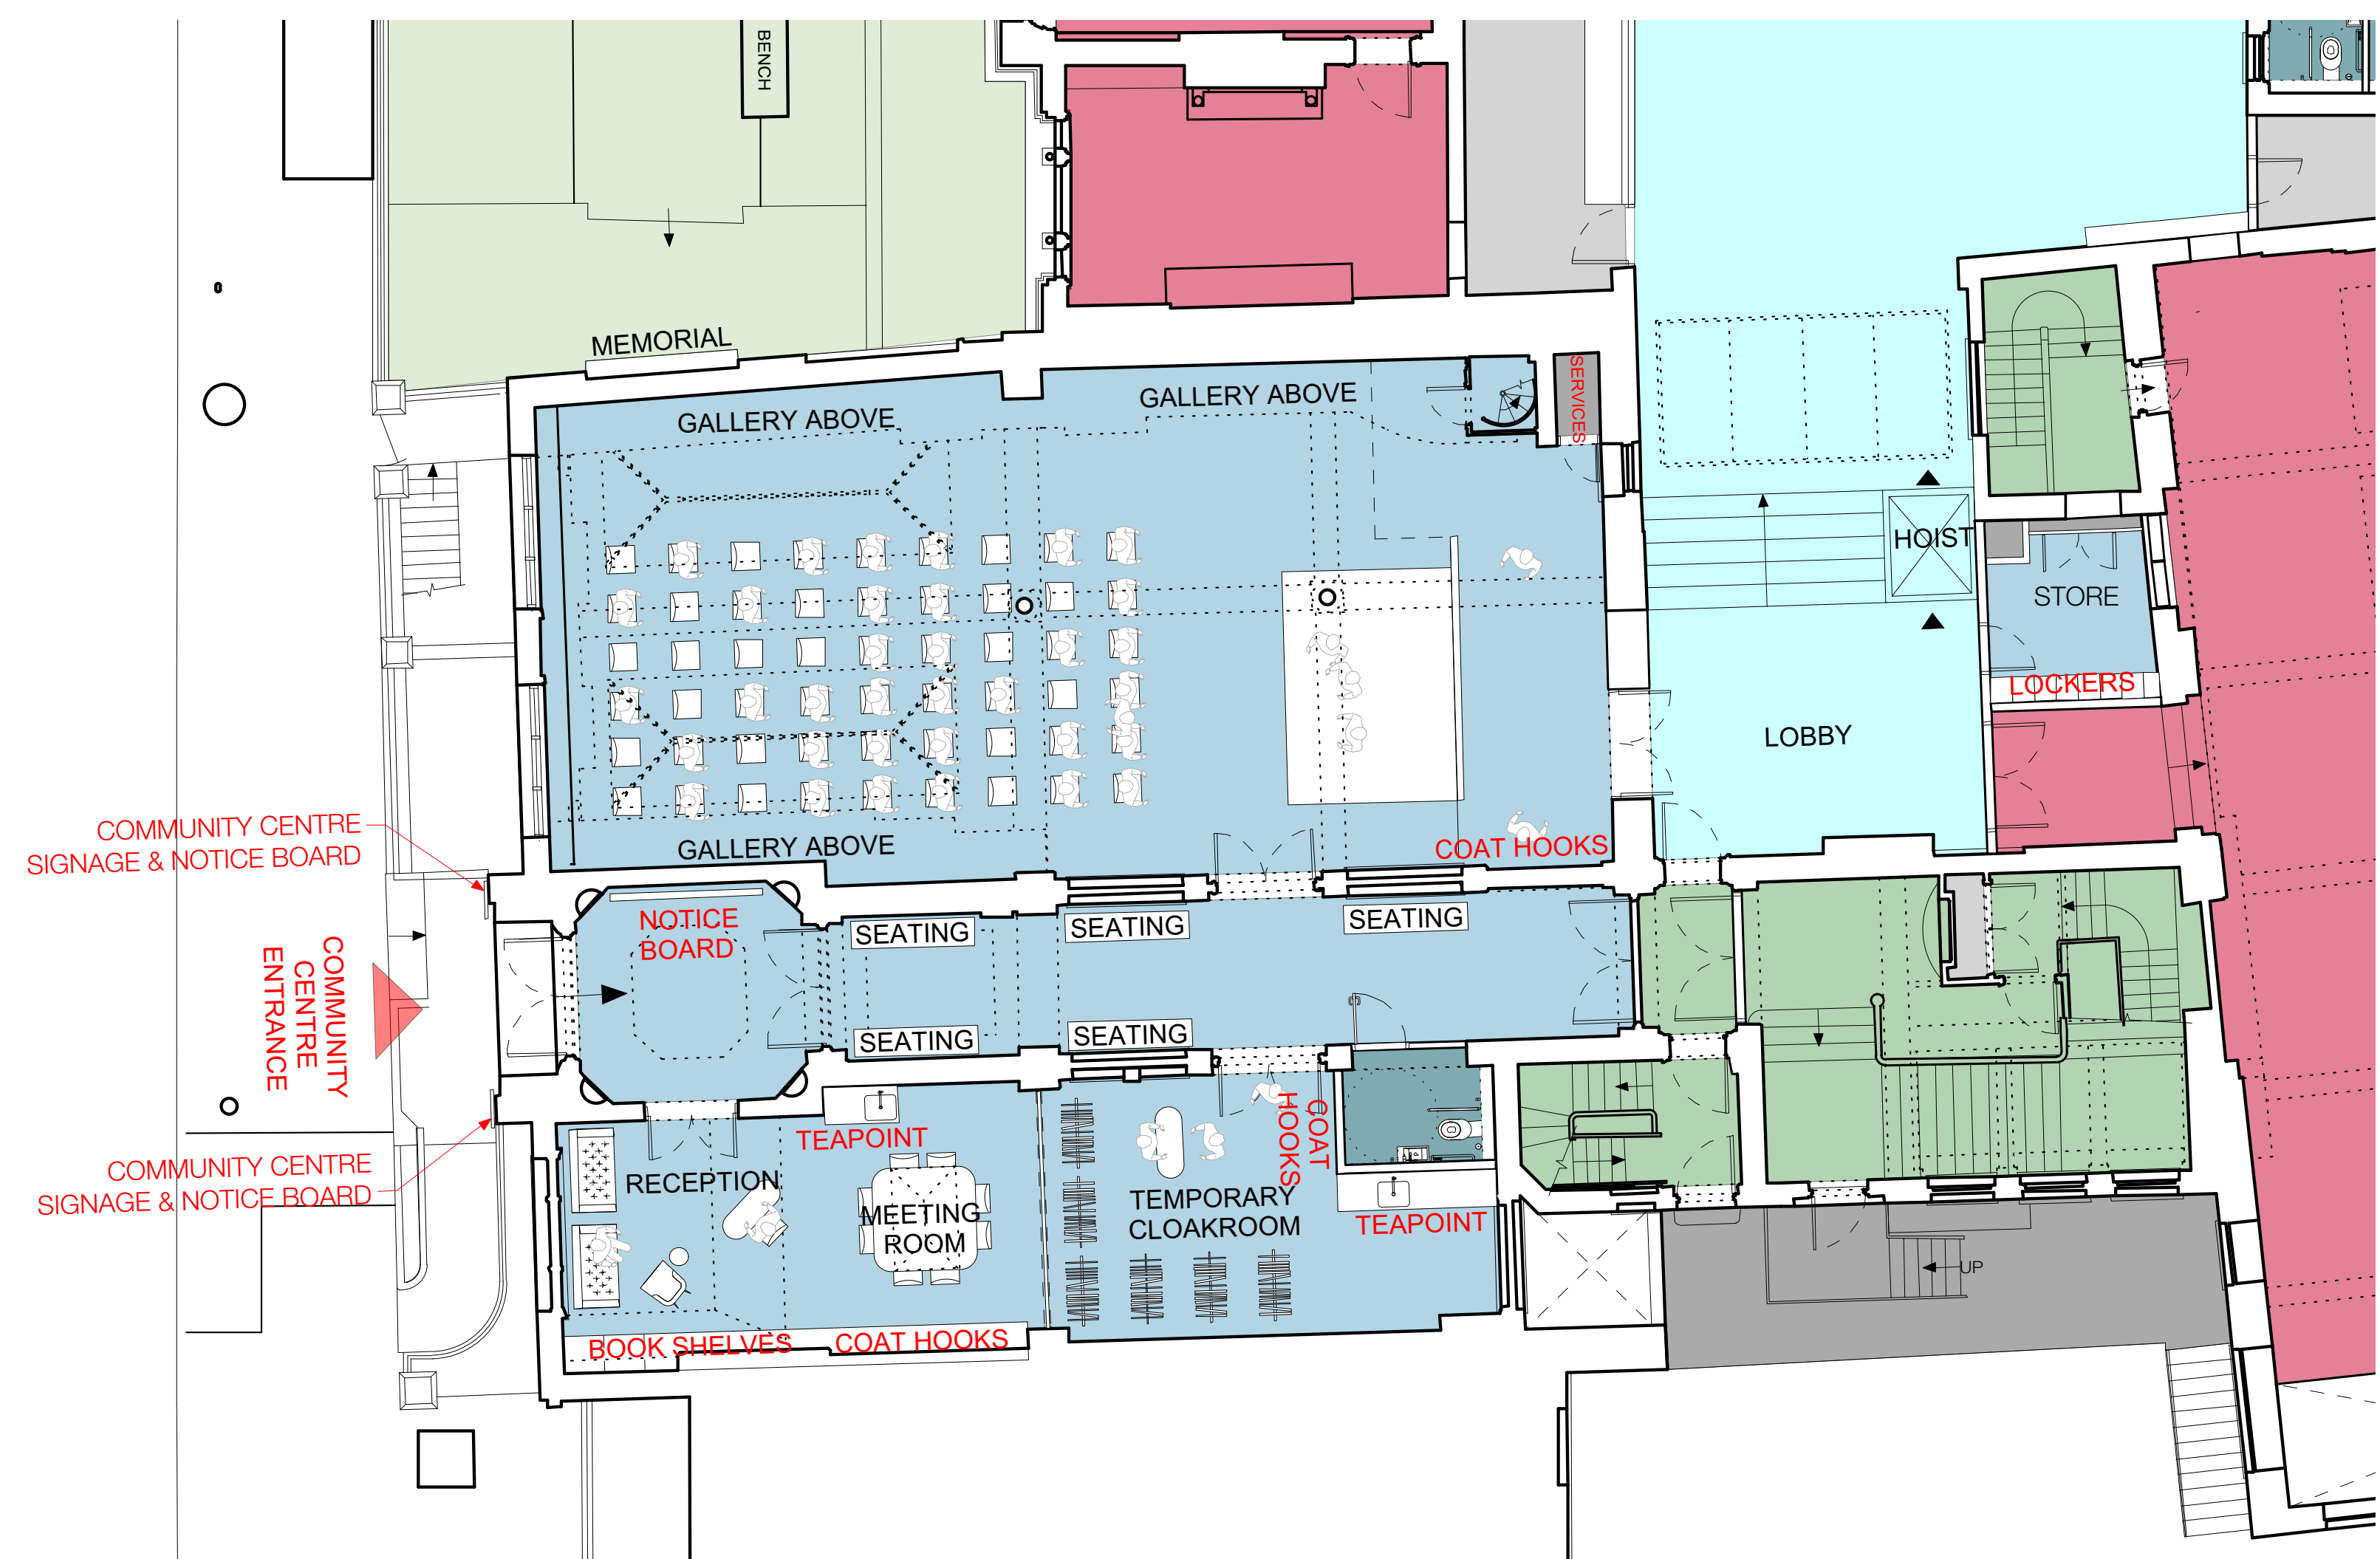 BENCH
MEMORIAL
GALLERY ABOVE
GALLERY ABOVE
SERVICES
HOIST
STORE
LOCKERS
LOBBY
COMMUNITY CENTRE
SIGNAGE & NOTICE BOARD
GALLERY ABOVE
COAT HOOKS
NOTICE
BOARD
SEATING
SEATING
SEATING
COMMUNITY
CENTRE
ENTRANCE
SEATING
SEATING
COMMUNITY CENTRE
SIGNAGE & NOTICE BOARD
TEAPOINT
RECEPTION
MEETING
ROOM
COAT
HOOKS
TEMPORARY
CLOAKROOM
TEAPOINT
UP
BOOK SHELVES
COAT HOOKS